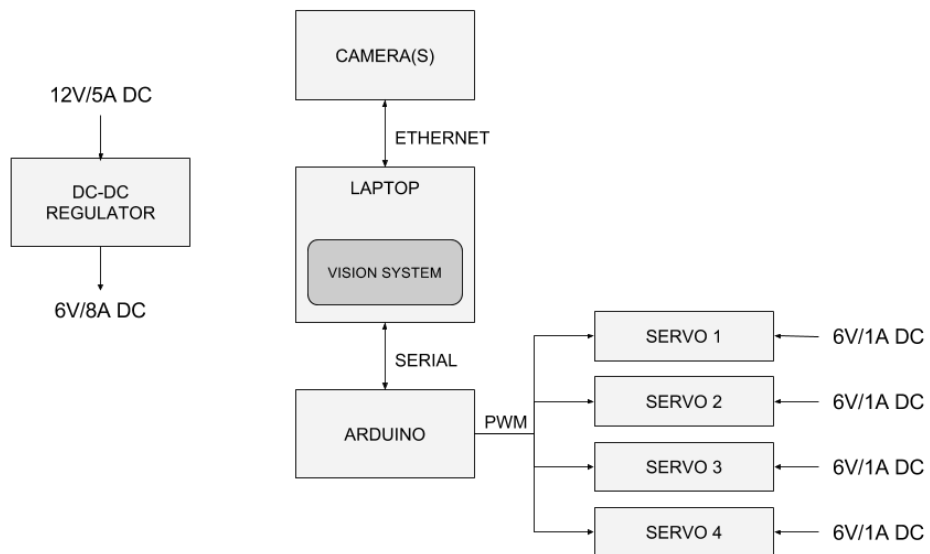 CAMERA(S)
12V/5A DC
ETHERNET
DC-DC
REGULATOR
LAPTOP
VISION SYSTEM
6V/8A DC
SERVO 1
6V/1A DC
SERIAL
SERVO 2
6V/1A DC
ARDUINO
PWM
SERVO 3
6V/1A DC
SERVO 4
6V/1A DC